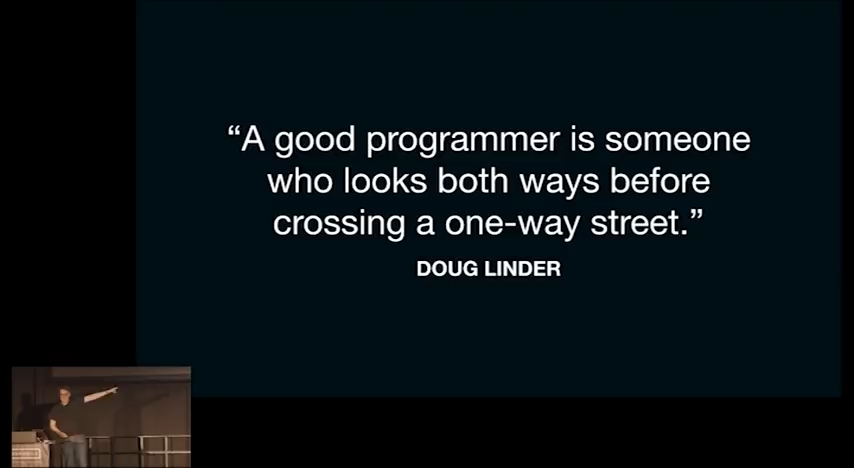 “A good programmer is someone
who looks both ways before
crossing a one-way street.”
DOUG LINDER